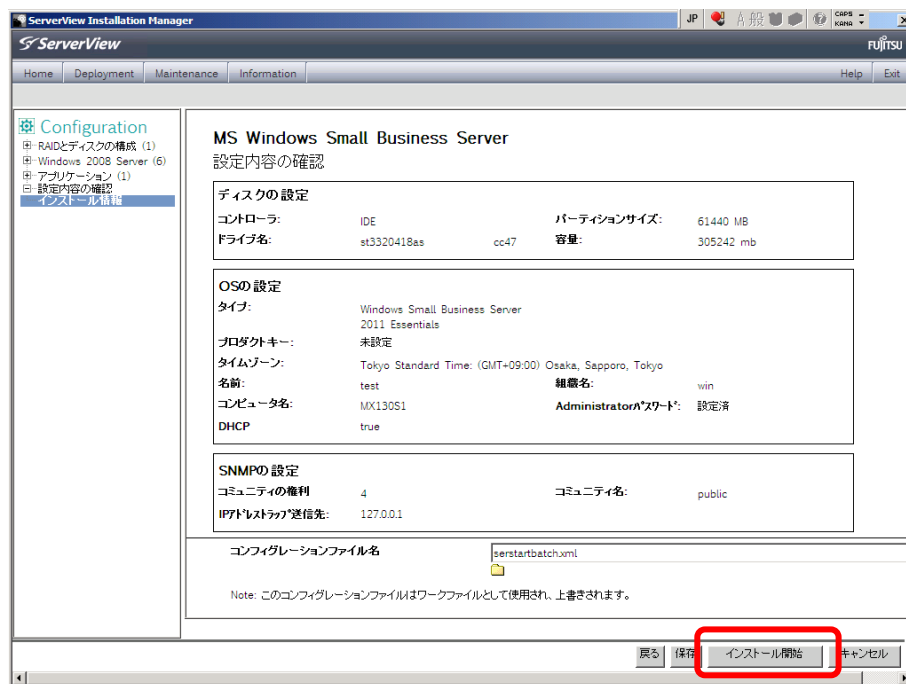 ServerView Installation Manager
JP A 般 CAPS KANA
ServerView FUJITSU
Home Deployment Maintenance Information Help Exit
Configuration
RAIDとディスクの構成 (1)
Windows 2008 Server (6)
アプリケーション (1)
設定内容の確認
インストール情報
MS Windows Small Business Server
設定内容の確認
ディスクの設定
コントローラ: IDE パーティションサイズ: 61440 MB
ドライブ名: st3320418as cc47 容量: 305242 mb
OSの設定
タイプ: Windows Small Business Server
2011 Essentials
プロダクトキー: 未設定
タイムゾーン: Tokyo Standard Time: (GMT+09:00) Osaka, Sapporo, Tokyo
名前: test 組織名: win
コンピュータ名: MX130S1 Administratorパスワード: 設定済
DHCP true
SNMPの設定
コミュニティの権利 4 コミュニティ名: public
IPアドレストラップ送信先: 127.0.0.1
コンフィグレーションファイル名 serstartbatch.xml
Note: このコンフィグレーションファイルはワークファイルとして使用され、上書きされます。
戻る 保存 インストール開始 キャンセル